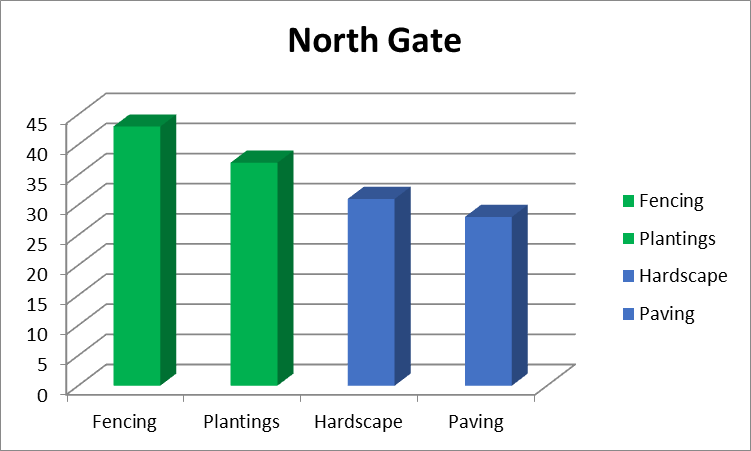 North Gate
45
40
35
30
25
20
15
10
5
0
Fencing Plantings Hardscape Paving
Fencing
Plantings
Hardscape
Paving